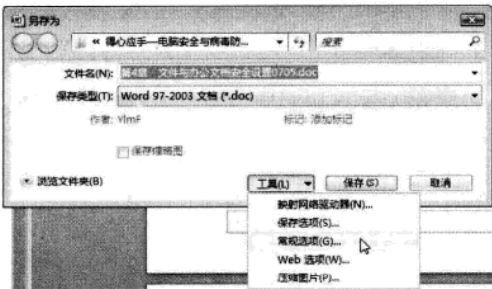 另存为
« 得心应手—电脑安全与病毒防...
搜索
文件名(N): 第4章 文件与办公文档安全设置0705.doc
保存类型(T): Word 97-2003 文档 (*.doc)
作者: YlmF 标记: 添加标记
保存缩略图
浏览文件夹(B) 工具(L) 保存(S) 取消
映射网络驱动器(N)...
保存选项(S)...
常规选项(G)...
Web 选项(W)...
压缩图片(P)...